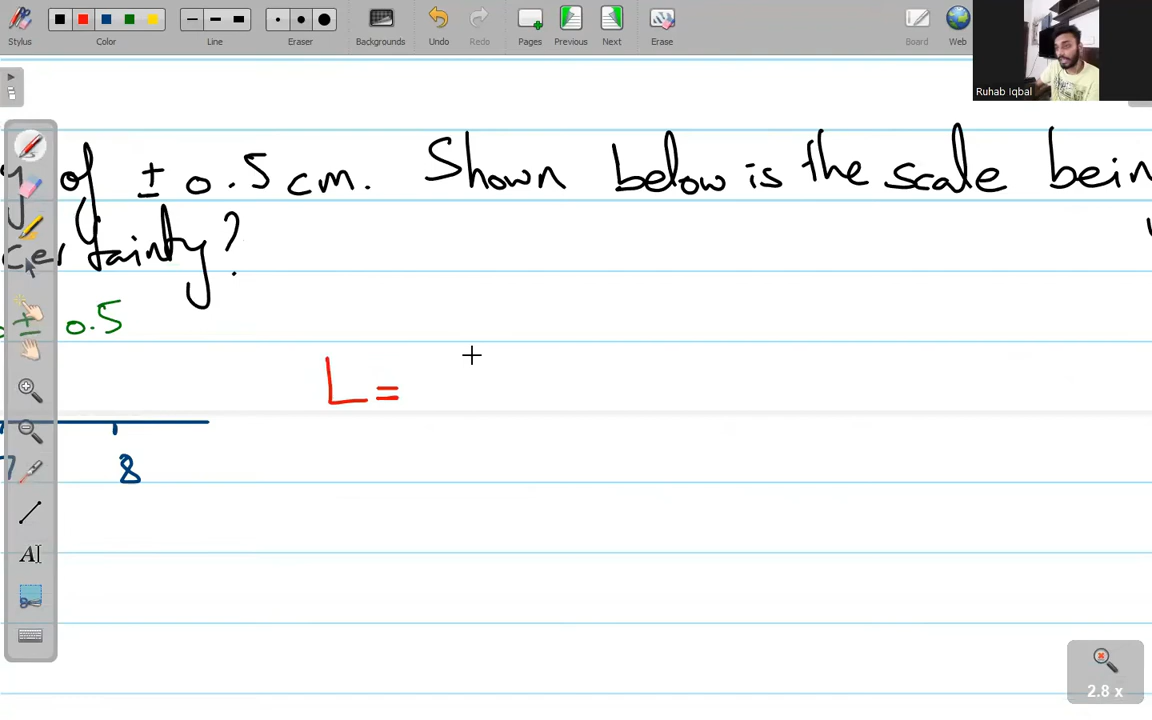 Stylus Color Line Eraser Backgrounds Undo Redo Pages Previous Next Erase Board Web
Ruhab Iqbal
y of ± 0.5 cm. Shown below is the scale bein
certainty?
± 0.5
L =
7 8
2.8 x